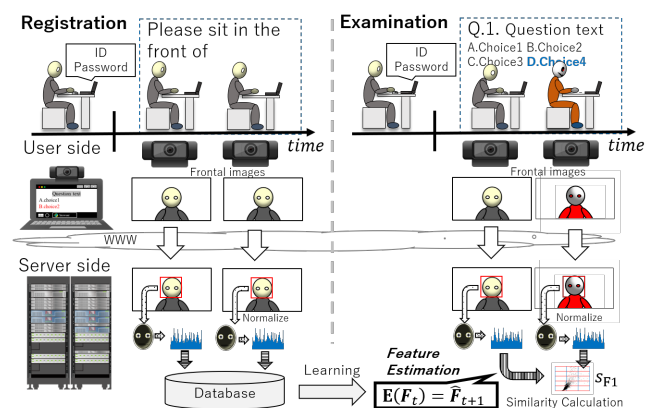 Registration
ID
Password
Please sit in the
front of
time
Examination
ID
Password
Q.1. Question text
A.Choice1 B.Choice2
C.Choice3 D.Choice4
time
User side
Frontal images
Frontal images
Question text
A.choice1
B.choice2
WWW
Server side
Normalize
Normalize
Database
Learning
Feature
Estimation
E(F_t) = F̂_{t+1}
S_{F1}
Similarity Calculation